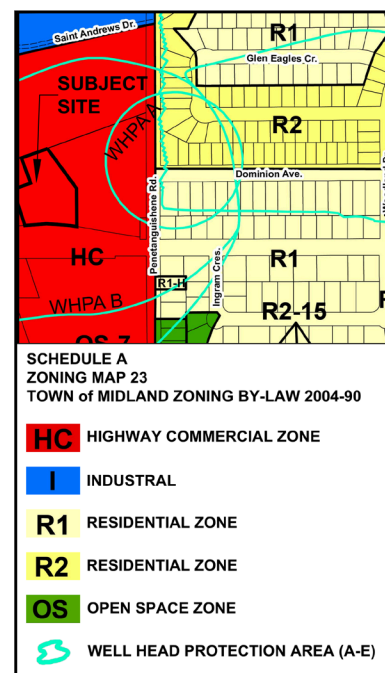 Saint Andrews Dr.
R1
Glen Eagles Cr.
SUBJECT
SITE
WHPA A
R2
Dominion Ave.
Penetanguishene Rd.
HC
R1
R1-H
Ingram Cres.
WHPA B
R2-15
OS-7
SCHEDULE A
ZONING MAP 23
TOWN of MIDLAND ZONING BY-LAW 2004-90
HC HIGHWAY COMMERCIAL ZONE
I INDUSTRAL
R1 RESIDENTIAL ZONE
R2 RESIDENTIAL ZONE
OS OPEN SPACE ZONE
WELL HEAD PROTECTION AREA (A-E)